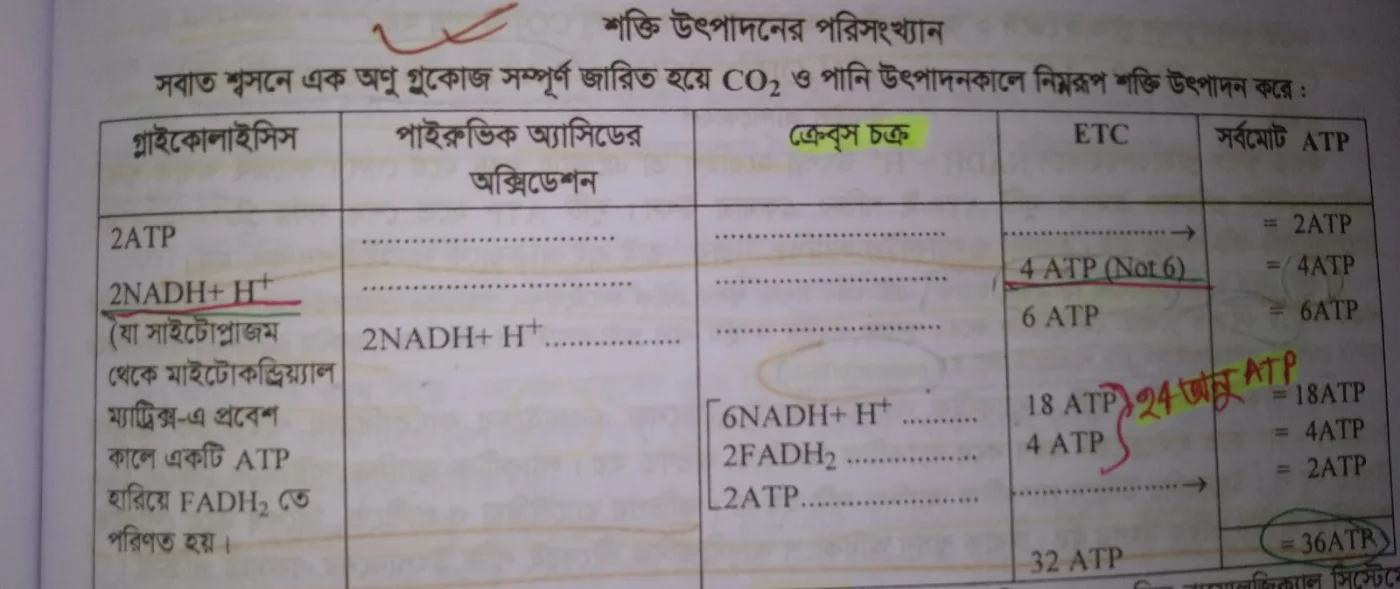 শক্তি উৎপাদনের পরিসংখ্যান
সবাত শ্বসনে এক অণু গ্লুকোজ সম্পূর্ণ জারিত হয়ে CO₂ ও পানি উৎপাদনকালে নিম্নরূপ শক্তি উৎপাদন করে :
গ্লাইকোলাইসিস পাইরুভিক অ্যাসিডের ক্রেব্‌স চক্র ETC সর্বমোট ATP
অক্সিডেশন
2ATP .............................. .............................. ....................→ = 2ATP
2NADH+ H⁺ .............................. .............................. 4 ATP (Not 6) = 4ATP
(যা সাইটোপ্লাজম 2NADH+ H⁺.................. .............................. 6 ATP = 6ATP
থেকে মাইটোকন্ড্রিয়াল
ম্যাট্রিক্স-এ প্রবেশ 6NADH+ H⁺ .......... 18 ATP 24 অনু ATP = 18ATP
কালে একটি ATP 2FADH₂ .................. 4 ATP = 4ATP
হারিয়ে FADH₂ তে 2ATP........................ ....................→ = 2ATP
পরিণত হয়। 32 ATP = 36ATP